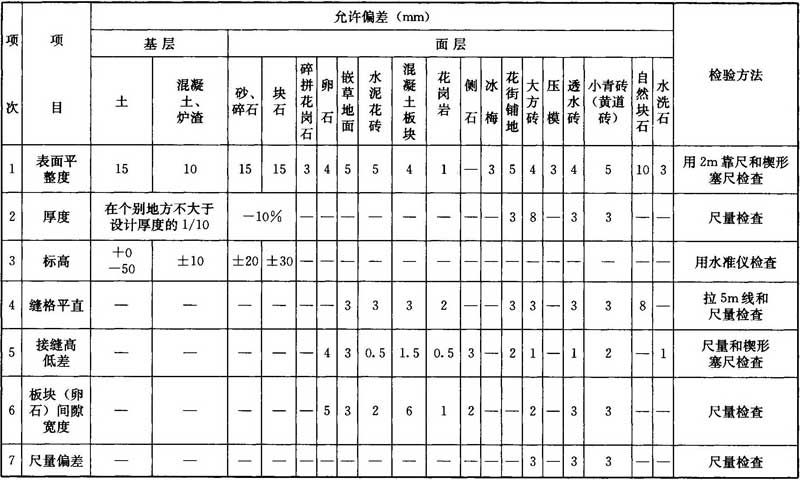 项次
项目
允许偏差（mm）
检验方法
基层
面层
土
混凝土、炉渣
砂、碎石
块石
碎拼花岗石
卵石
嵌草地面
水泥花砖
混凝土板块
花岗岩
侧石
冰梅
花街铺地
大方砖
压模
透水砖
小青砖（黄道砖）
自然块石
水洗石
1 表面平整度 15 10 15 15 3 4 5 5 4 1 — 3 5 4 3 4 5 10 3 用2m靠尺和楔形塞尺检查
2 厚度 在个别地方不大于设计厚度的1/10 −10% — — — — — — — — 3 8 — 3 3 — — 尺量检查
3 标高 +0 −50 ±10 ±20 ±30 — — — — — — — — — — — — — — — 用水准仪检查
4 缝格平直 — — — — — — 3 3 3 2 — — 3 3 — 3 3 8 — 拉5m线和尺量检查
5 接缝高低差 — — — — — 4 3 0.5 1.5 0.5 3 — 2 1 — 1 2 — 1 尺量和楔形塞尺检查
6 板块（卵石）间隙宽度 — — — — — 5 3 2 6 1 2 — — 2 — 3 3 — — 尺量检查
7 尺量偏差 — — — — — — — — — — — — — 3 — 3 3 — — 尺量检查